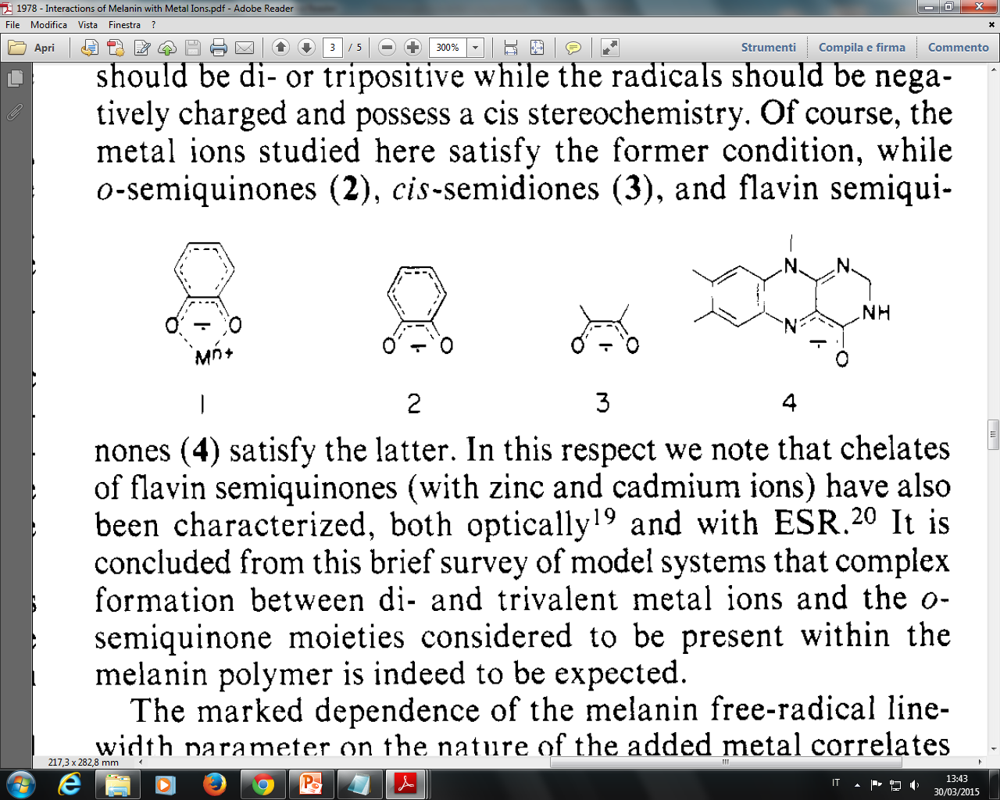 1978 - Interactions of Melanin with Metal Ions.pdf - Adobe Reader
File Modifica Vista Finestra ?
Apri 3 / 5 300% Strumenti Compila e firma Commento
should be di- or tripositive while the radicals should be nega-
tively charged and possess a cis stereochemistry. Of course, the
metal ions studied here satisfy the former condition, while
o-semiquinones (2), cis-semidiones (3), and flavin semiqui-
N N
NH
O O O O O O N
Mn+ O
1 2 3 4
nones (4) satisfy the latter. In this respect we note that chelates
of flavin semiquinones (with zinc and cadmium ions) have also
been characterized, both optically19 and with ESR.20 It is
concluded from this brief survey of model systems that complex
formation between di- and trivalent metal ions and the o-
semiquinone moieties considered to be present within the
melanin polymer is indeed to be expected.
The marked dependence of the melanin free-radical line-
width parameter on the nature of the added metal correlates
217,3 x 282,8 mm
IT 13:43
30/03/2015